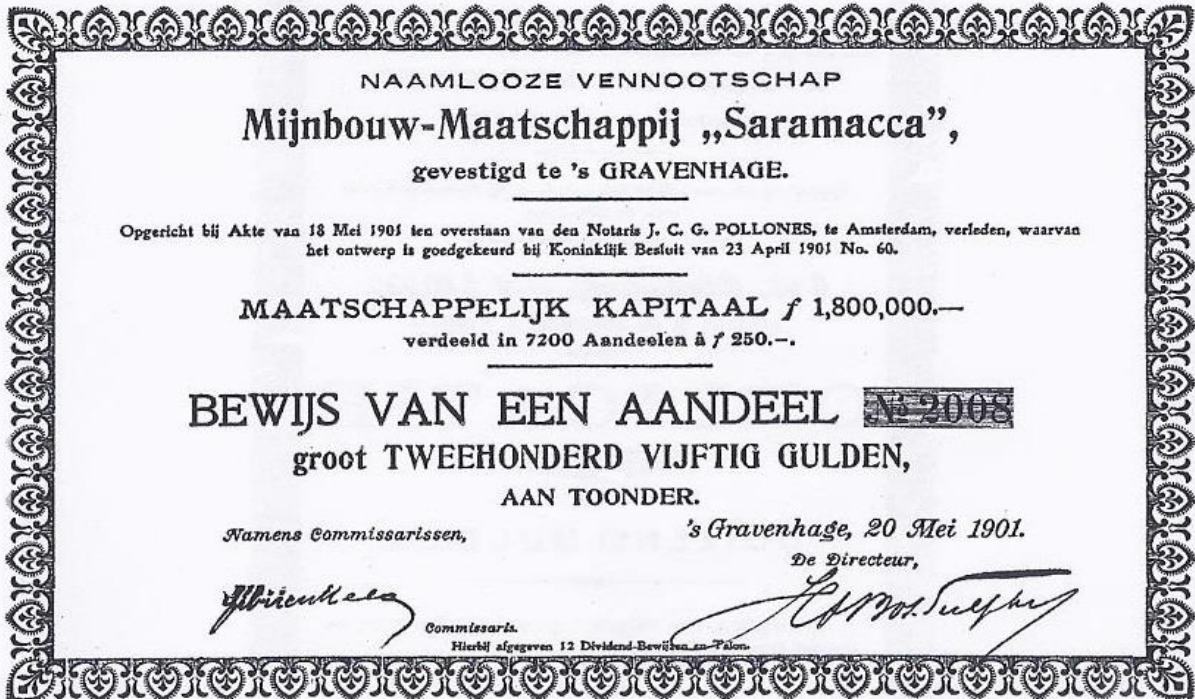 NAAMLOOZE VENNOOTSCHAP
Mijnbouw-Maatschappij „Saramacca”,
gevestigd te 's GRAVENHAGE.
Opgericht bij Akte van 18 Mei 1901 ten overstaan van den Notaris J. C. G. POLLONES, te Amsterdam, verleden, waarvan
het ontwerp is goedgekeurd bij Koninklijk Besluit van 23 April 1901 No. 60.
MAATSCHAPPELIJK KAPITAAL ƒ 1,800,000.—
verdeeld in 7200 Aandeelen à ƒ 250.—.
BEWIJS VAN EEN AANDEEL № 2008
groot TWEEHONDERD VIJFTIG GULDEN,
AAN TOONDER.
Namens Commissarissen,
's Gravenhage, 20 Mei 1901.
De Directeur,
Commissaris.
Hierbij afgegeven 12 Dividend-Bewijzen en Talon.